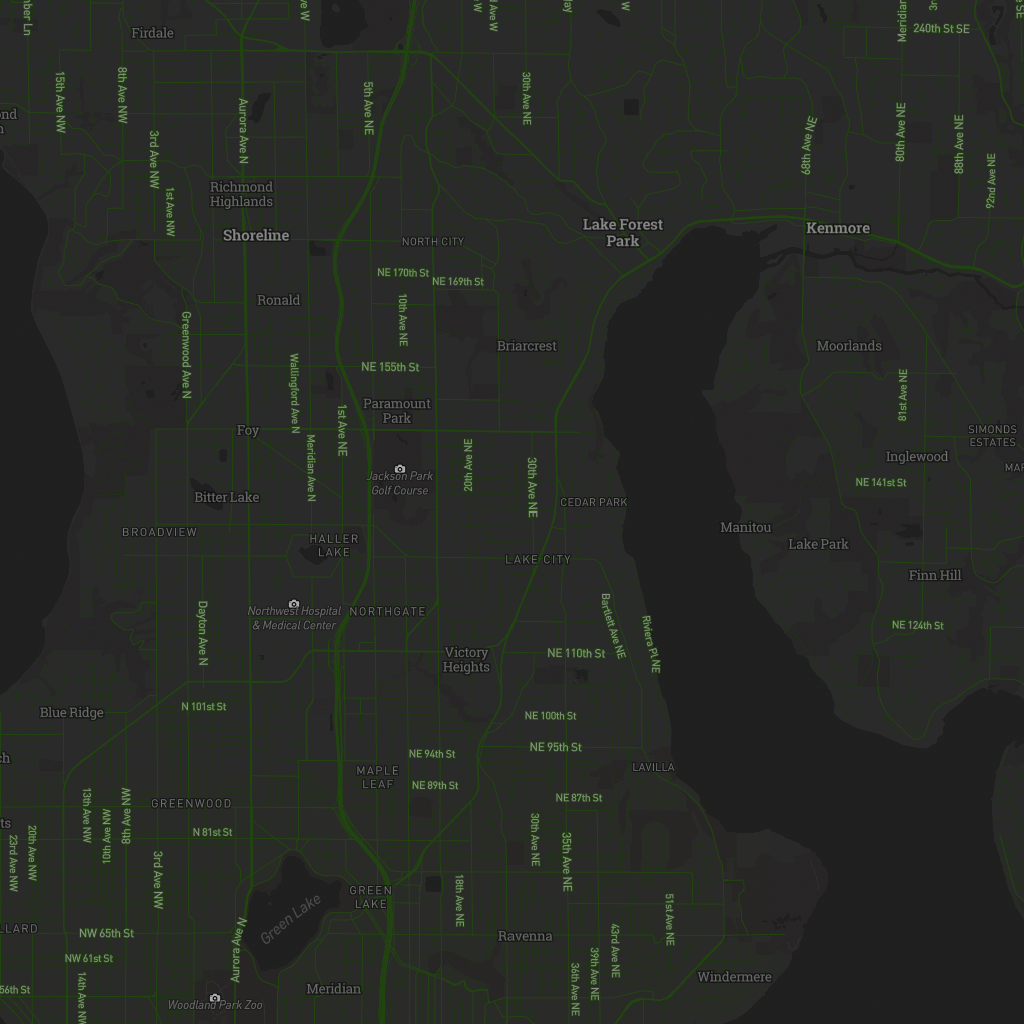 240th St SE
Firdale
15th Ave NW
8th Ave NW
3rd Ave NW
1st Ave NW
Aurora Ave N
5th Ave NE
30th Ave NE
68th Ave NE
80th Ave NE
88th Ave NE
92nd Ave NE
Richmond
Highlands
Shoreline
NORTH CITY
Lake Forest
Park
Kenmore
NE 170th St
NE 169th St
Ronald
10th Ave NE
Greenwood Ave N
Briarcrest
Moorlands
NE 155th St
Wallingford Ave N
81st Ave NE
Paramount
Park
1st Ave NE
Foy
SIMONDS
ESTATES
Meridian Ave N
20th Ave NE
30th Ave NE
Inglewood
Jackson Park
Golf Course
NE 141st St
Bitter Lake
CEDAR PARK
BROADVIEW
Manitou
HALLER
LAKE
Lake Park
LAKE CITY
Finn Hill
Northwest Hospital
& Medical Center
NORTHGATE
Dayton Ave N
Bartlett Ave NE
Riviera Pl NE
NE 124th St
Victory
Heights
NE 110th St
N 101st St
Blue Ridge
NE 100th St
NE 95th St
NE 94th St
MAPLE
LEAF
LAVILLA
NE 89th St
NE 87th St
GREENWOOD
13th Ave NW
10th Ave NW
8th Ave NW
N 81st St
23rd Ave NW
20th Ave NW
3rd Ave NW
30th Ave NE
35th Ave NE
GREEN
LAKE
18th Ave NE
51st Ave NE
Green Lake
NW 65th St
Aurora Ave N
Ravenna
43rd Ave NE
39th Ave NE
36th Ave NE
NW 61st St
56th St
14th Ave NW
Windermere
Meridian
Woodland Park Zoo